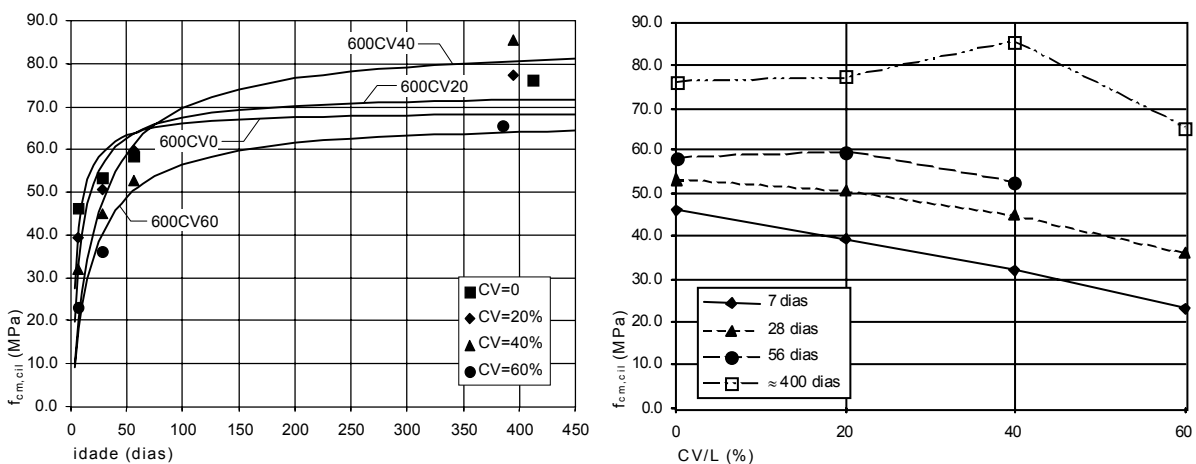 90.0
80.0
70.0
60.0
50.0
40.0
30.0
20.0
10.0
0.0
f cm,cil (MPa)
600CV40
600CV20
600CV0
600CV60
CV=0
CV=20%
CV=40%
CV=60%
0 50 100 150 200 250 300 350 400 450
idade (dias)
90.0
80.0
70.0
60.0
50.0
40.0
30.0
20.0
10.0
0.0
f cm,cil (MPa)
7 dias
28 dias
56 dias
≈ 400 dias
0 20 40 60
CV/L (%)